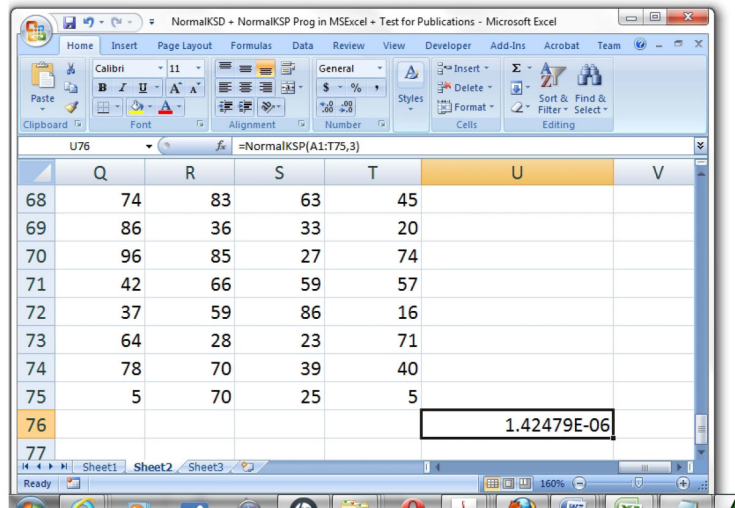 NormalKSD + NormalKSP Prog in MSExcel + Test for Publications - Microsoft Excel
Home Insert Page Layout Formulas Data Review View Developer Add-Ins Acrobat Team
Calibri 11 General Insert Σ
B I U A A $ % , Styles Delete Sort & Find &
Paste A .00 .00 Format Filter Select
Clipboard Font Alignment Number Cells Editing
U76 fx =NormalKSP(A1:T75,3)
Q R S T U V
68 74 83 63 45
69 86 36 33 20
70 96 85 27 74
71 42 66 59 57
72 37 59 86 16
73 64 28 23 71
74 78 70 39 40
75 5 70 25 5
76 1.42479E-06
77
Sheet1 Sheet2 Sheet3
Ready 160%